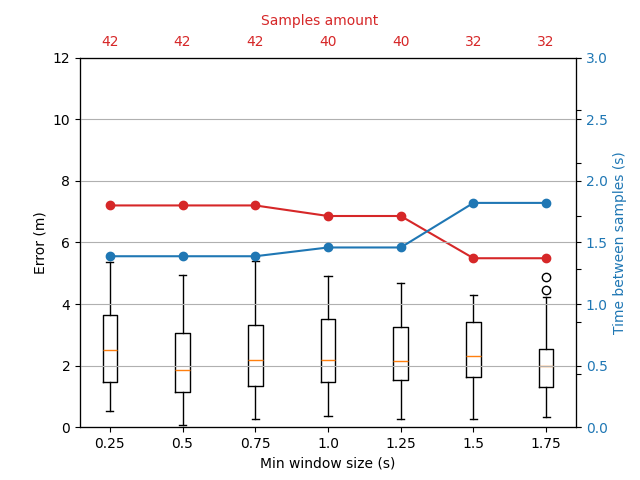 Samples amount
42 42 42 40 40 32 32
12 3.0
10 2.5
8 2.0
6 1.5
4 1.0
2 0.5
0 0.0
Error (m)
Time between samples (s)
0.25 0.5 0.75 1.0 1.25 1.5 1.75
Min window size (s)